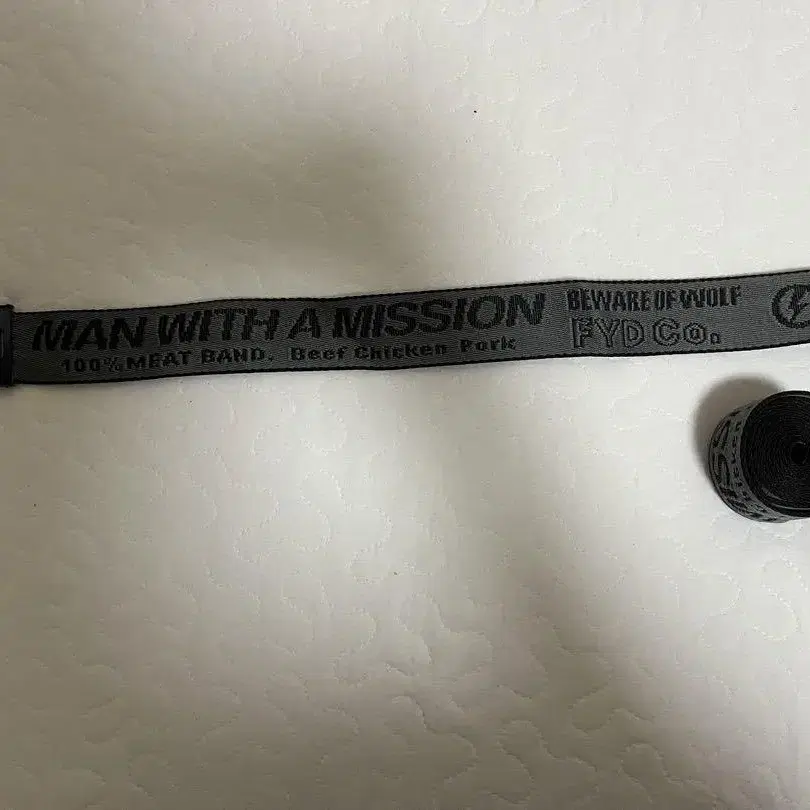 MAN WITH A MISSION
100% MEAT BAND. Beef Chicken Pork
BEWARE OF WOLF
FYD Co.